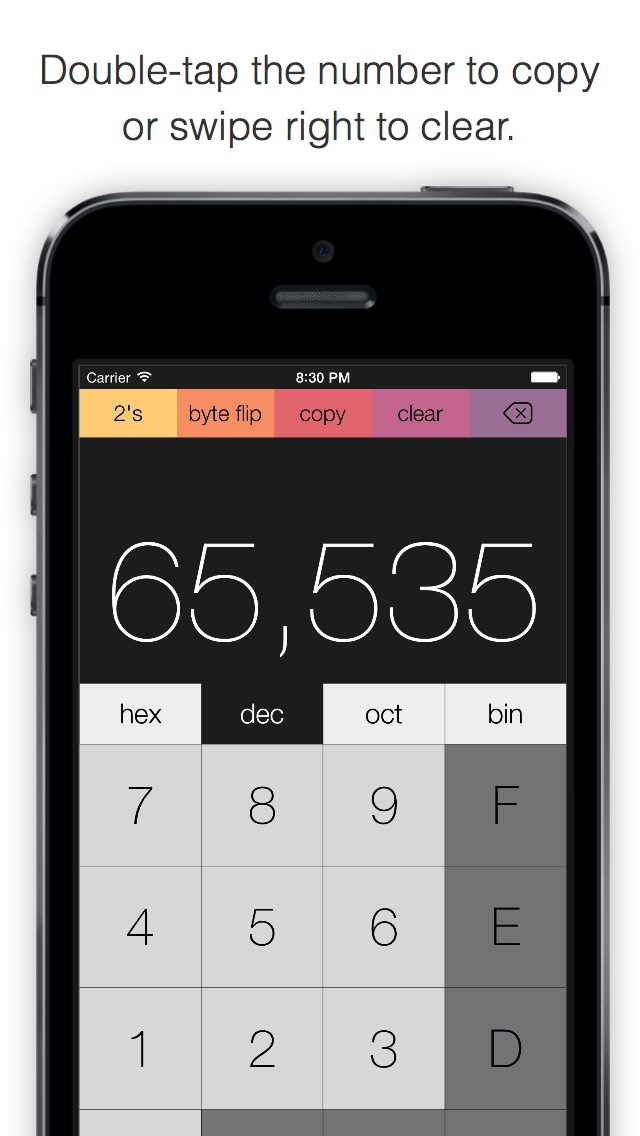 Double-tap the number to copy
or swipe right to clear.
Carrier 8:30 PM
2's byte flip copy clear
65,535
hex dec oct bin
7 8 9 F
4 5 6 E
1 2 3 D